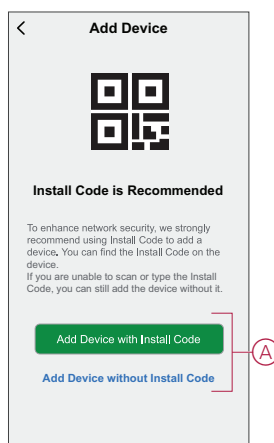 Add Device
Install Code is Recommended
To enhance network security, we strongly
recommend using Install Code to add a
device. You can find the Install Code on the
device.
If you are unable to scan or type the Install
Code, you can still add the device without it.
Add Device with Install Code
A
Add Device without Install Code